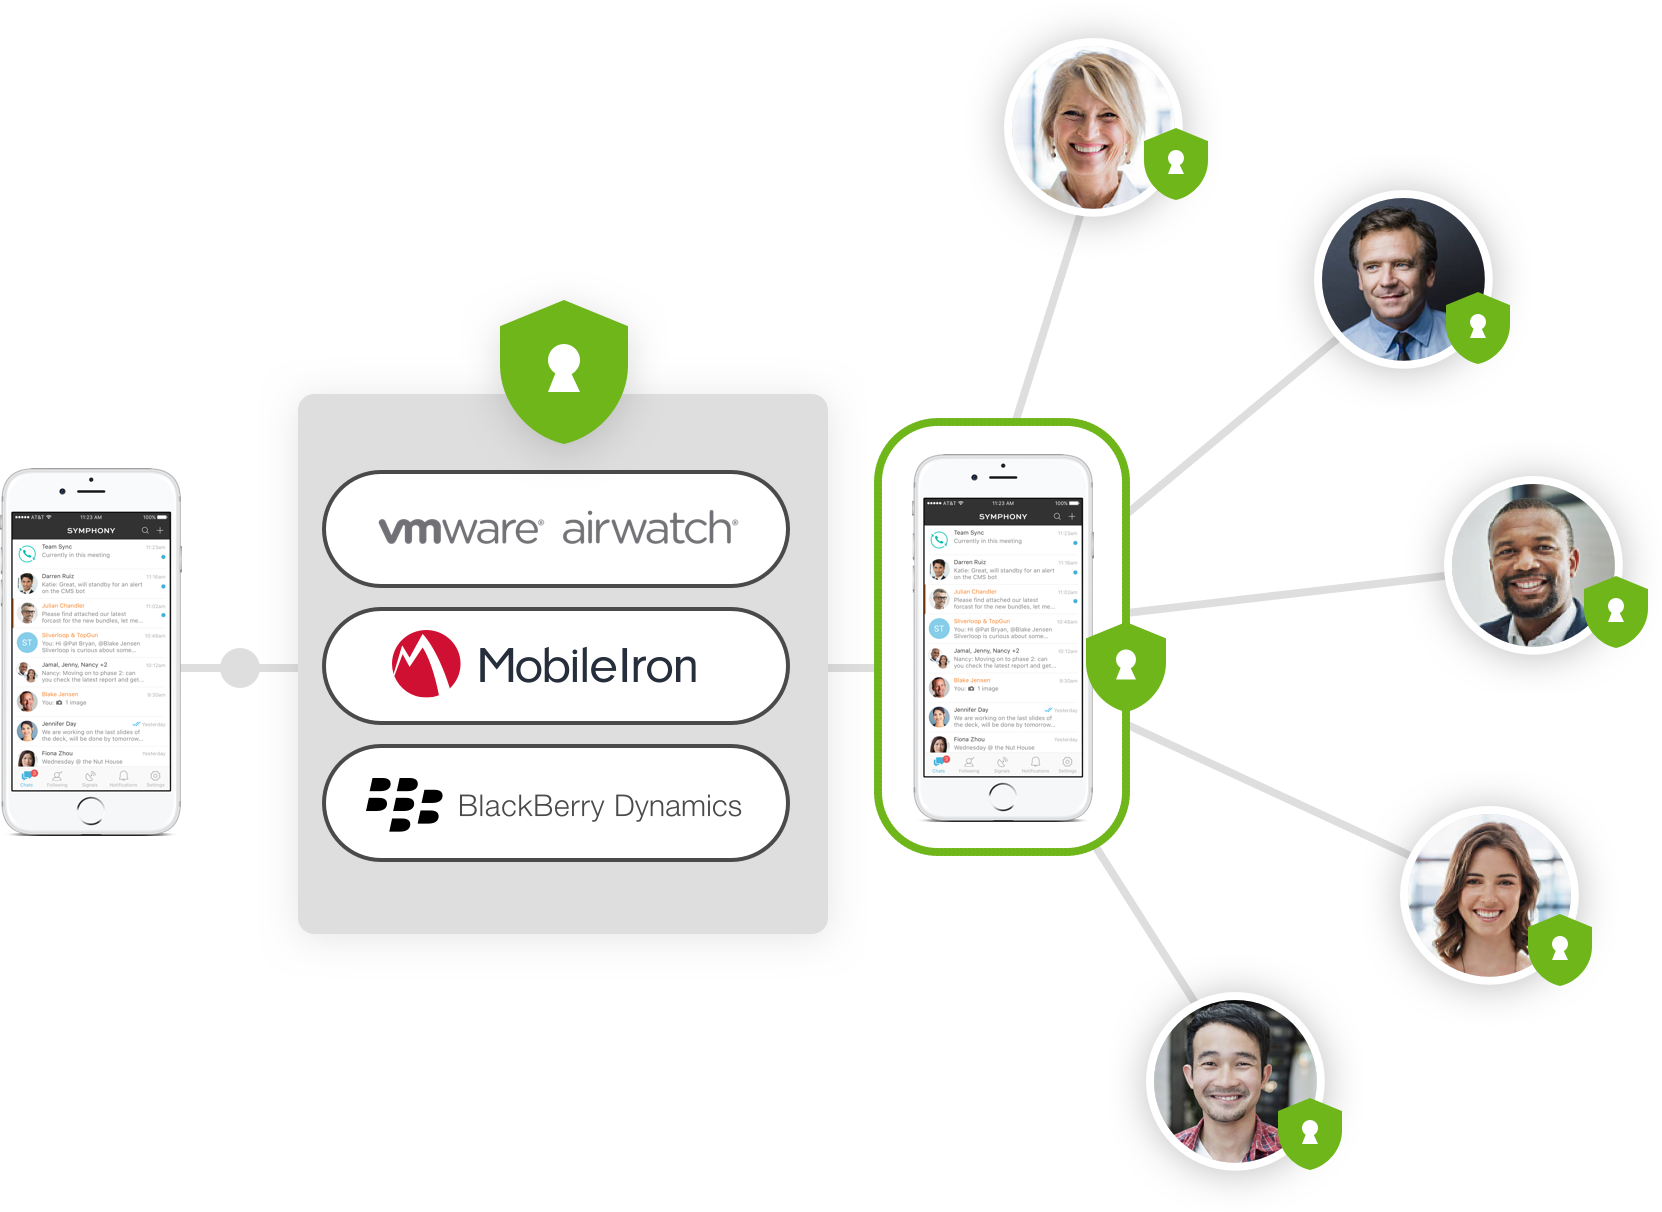 vmware® airwatch®
MobileIron
BlackBerry Dynamics
AT&T 11:23 AM 100%
SYMPHONY
Team Sync 11:23am
Currently in this meeting
Darren Ruiz 11:16am
Katie: Great, will standby for an alert
on the CMS bot
Julian Chandler 11:02am
Please find attached our latest
forcast for the new bundles, let me...
ST
Sliverloop & TopGun 10:46am
You: Hi @Pat Bryan, @Blake Jensen
Sliverloop is curious about some...
Jamal, Jenny, Nancy +2 10:12am
Nancy: Moving on to phase 2: can
you check the latest report and get...
Blake Jensen 9:30am
You: 1 image
Jennifer Day Yesterday
We are working on the last slides of
the deck, will be done by tomorrow...
Fiona Zhou Yesterday
Wednesday @ the Nut House
Chats Following Signals Notifications Settings
AT&T 11:23 AM 100%
SYMPHONY
Team Sync 11:23am
Currently in this meeting
Darren Ruiz 11:16am
Katie: Great, will standby for an alert
on the CMS bot
Julian Chandler 11:02am
Please find attached our latest
forcast for the new bundles, let me...
ST
Sliverloop & TopGun 10:46am
You: Hi @Pat Bryan, @Blake Jensen
Sliverloop is curious about some...
Jamal, Jenny, Nancy +2 10:12am
Nancy: Moving on to phase 2: can
you check the latest report and get...
Blake Jensen 9:30am
You: 1 image
Jennifer Day Yesterday
We are working on the last slides of
the deck, will be done by tomorrow...
Fiona Zhou Yesterday
Wednesday @ the Nut House
Chats Following Signals Notifications Settings